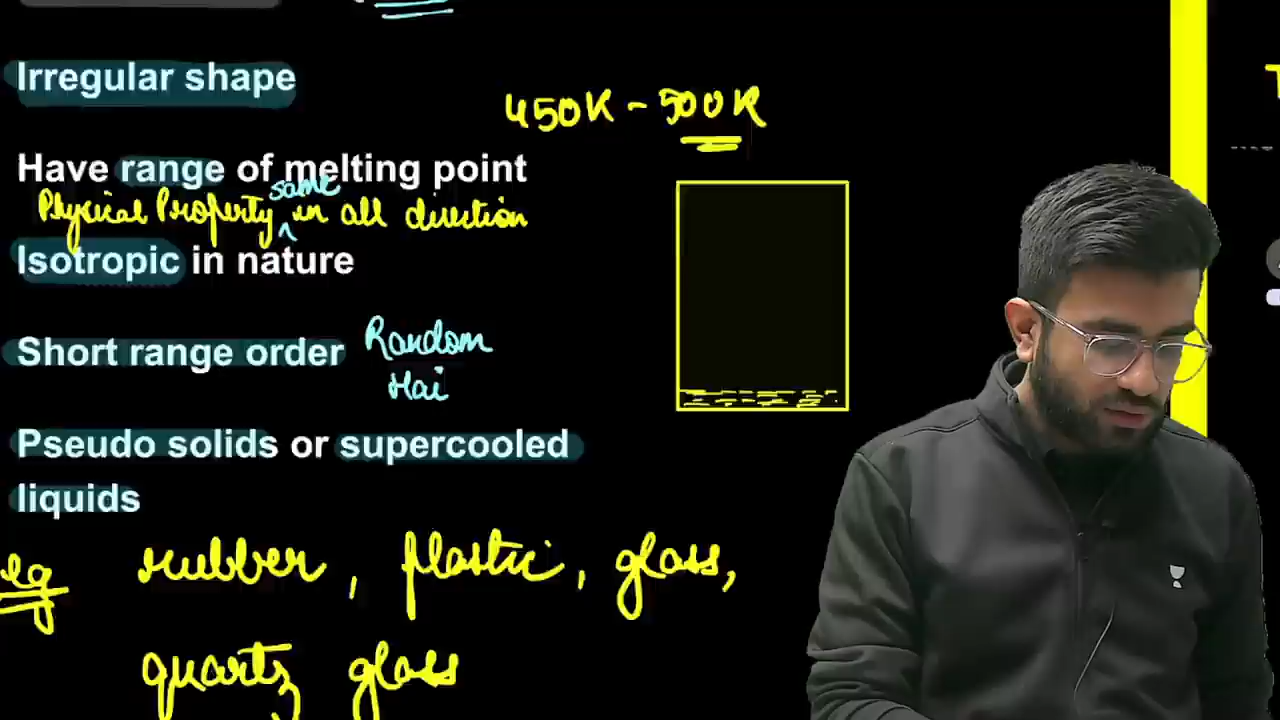 Irregular shape
450K - 500K
Have range of melting point
same
Physical Property ^ in all direction
Isotropic in nature
Short range order
Random
Hai
Pseudo solids or supercooled
liquids
eg rubber, plastic, glass,
quartz glass